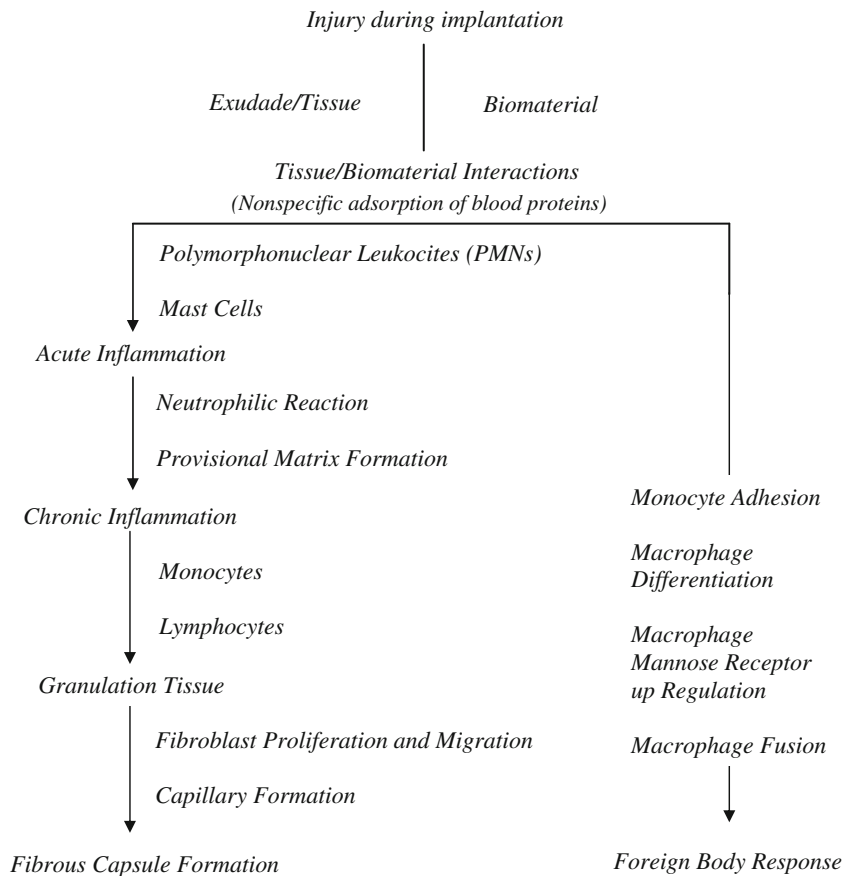 Injury during implantation
Exudade/Tissue
Biomaterial
Tissue/Biomaterial Interactions
(Nonspecific adsorption of blood proteins)
Polymorphonuclear Leukocites (PMNs)
Mast Cells
Acute Inflammation
Neutrophilic Reaction
Provisional Matrix Formation
Chronic Inflammation
Monocytes
Lymphocytes
Granulation Tissue
Fibroblast Proliferation and Migration
Capillary Formation
Fibrous Capsule Formation
Monocyte Adhesion
Macrophage
Differentiation
Macrophage
Mannose Receptor
up Regulation
Macrophage Fusion
Foreign Body Response